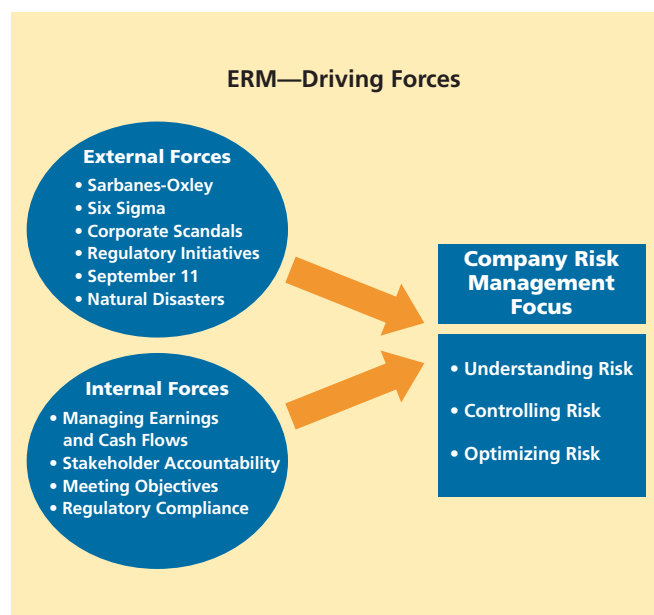 ERM—Driving Forces
External Forces
• Sarbanes-Oxley
• Six Sigma
• Corporate Scandals
• Regulatory Initiatives
• September 11
• Natural Disasters
Internal Forces
• Managing Earnings
and Cash Flows
• Stakeholder Accountability
• Meeting Objectives
• Regulatory Compliance
Company Risk
Management
Focus
• Understanding Risk
• Controlling Risk
• Optimizing Risk